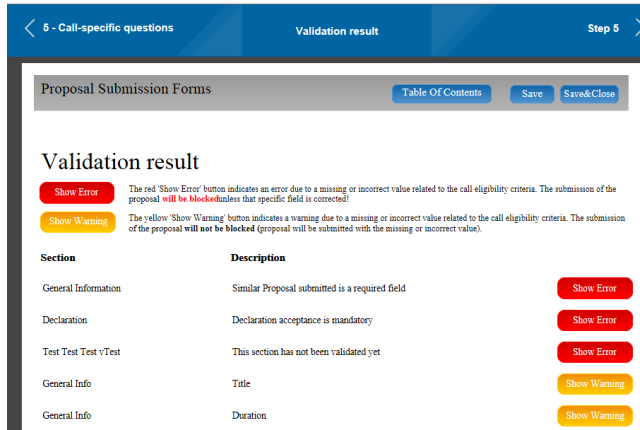 5 - Call-specific questions
Validation result
Step 5
Proposal Submission Forms
Table Of Contents
Save
Save&Close
Validation result
Show Error
The red 'Show Error' button indicates an error due to a missing or incorrect value related to the call eligibility criteria. The submission of the
proposal will be blockedunless that specific field is corrected!
Show Warning
The yellow 'Show Warning' button indicates a warning due to a missing or incorrect value related to the call eligibility criteria. The submission
of the proposal will not be blocked (proposal will be submitted with the missing or incorrect value).
Section Description
General Information Similar Proposal submitted is a required field Show Error
Declaration Declaration acceptance is mandatory Show Error
Test Test Test vTest This section has not been validated yet Show Error
General Info Title Show Warning
General Info Duration Show Warning